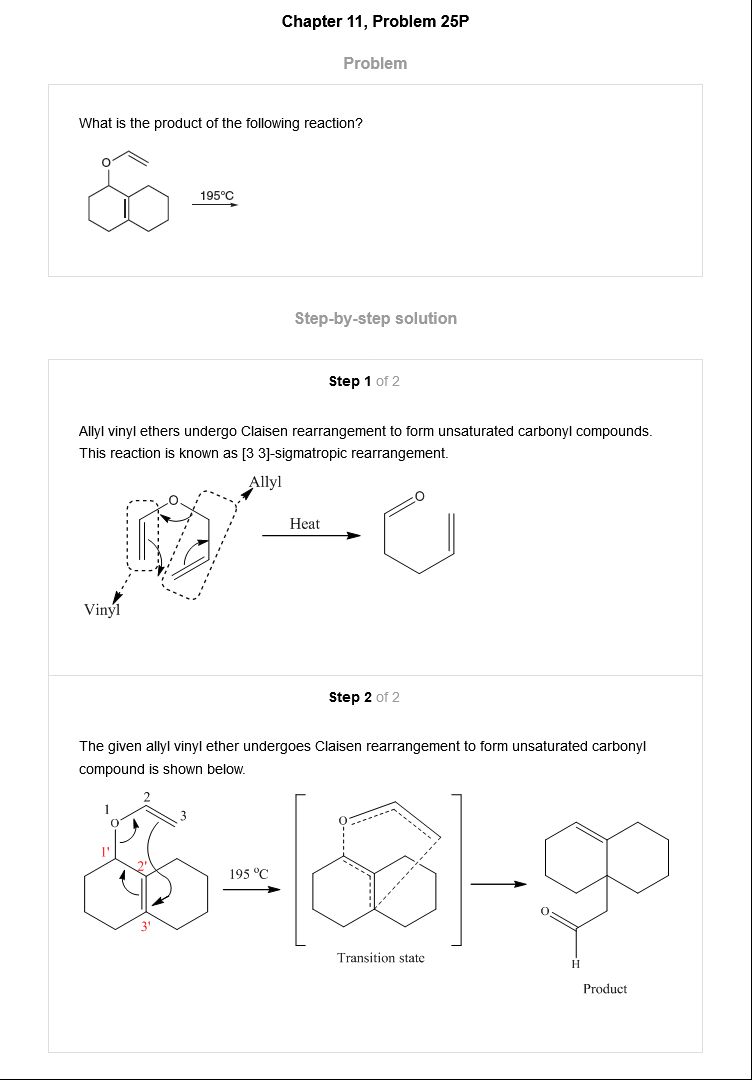 Chapter 11, Problem 25P
Problem
What is the product of the following reaction?
O
195ºC
Step-by-step solution
Step 1 of 2
Allyl vinyl ethers undergo Claisen rearrangement to form unsaturated carbonyl compounds.
This reaction is known as [3 3]-sigmatropic rearrangement.
Allyl
O
O
Heat
Vinyl
Step 2 of 2
The given allyl vinyl ether undergoes Claisen rearrangement to form unsaturated carbonyl
compound is shown below.
2
1
3
O
O
1'
2'
195 ºC
3'
O
H
Transition state
Product